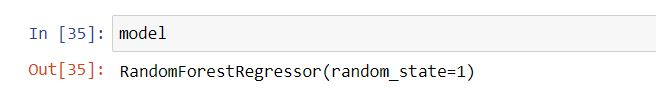 In [35]: model
Out[35]: RandomForestRegressor(random_state=1)